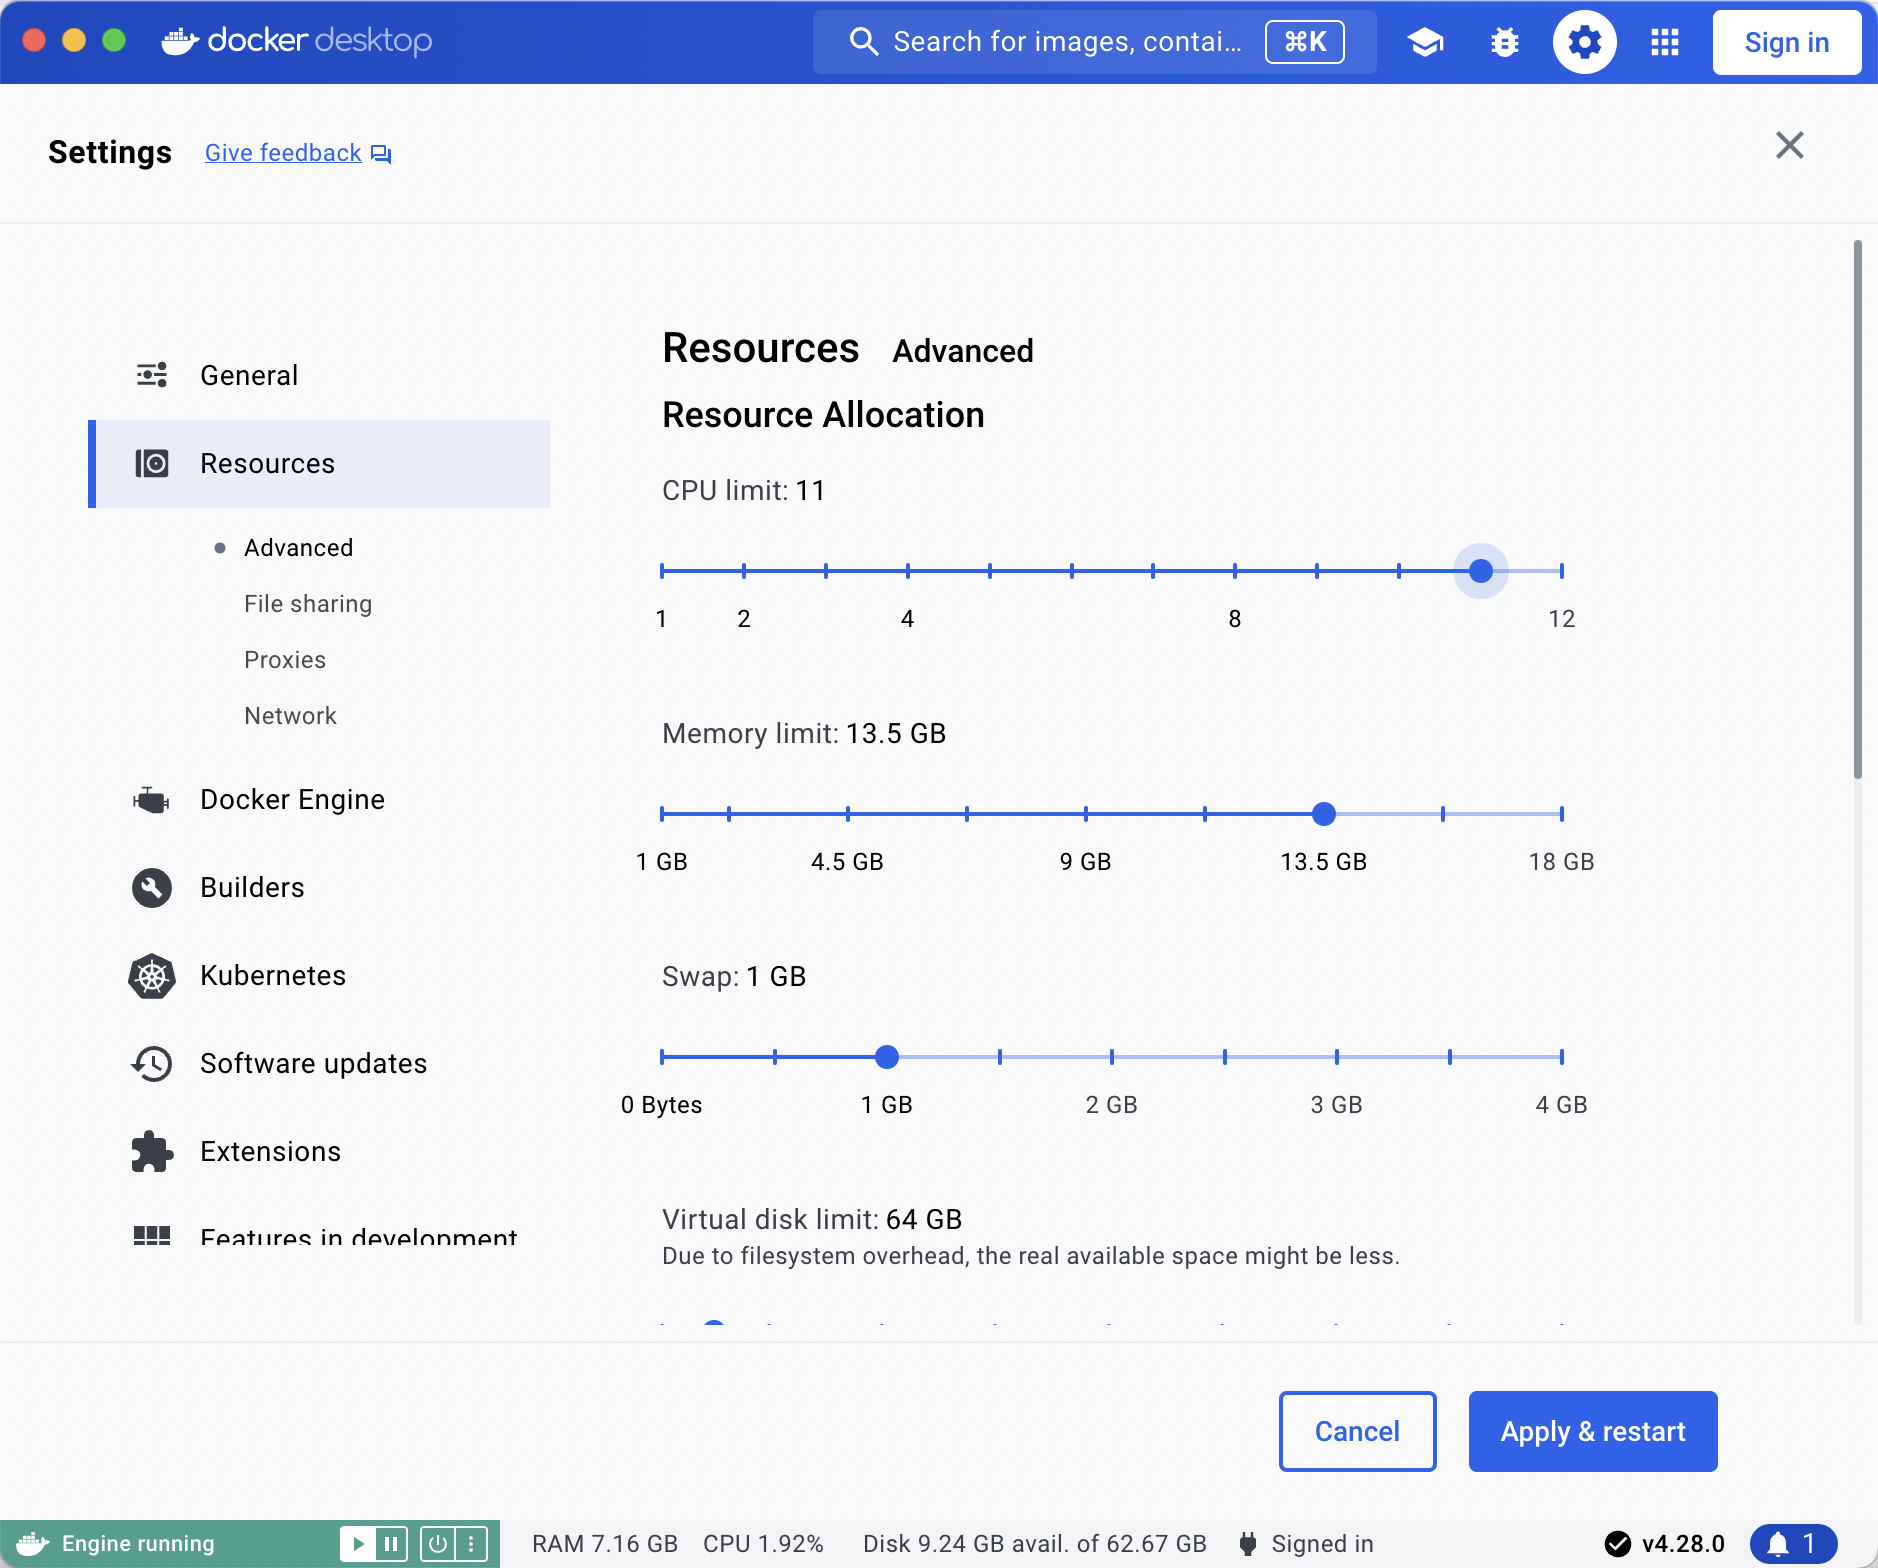 docker desktop
Search for images, contai...
⌘K
Sign in
Settings
Give feedback
General
Resources
Advanced
File sharing
Proxies
Network
Docker Engine
Builders
Kubernetes
Software updates
Extensions
Features in development
Resources Advanced
Resource Allocation
CPU limit: 11
1 2 4 8 12
Memory limit: 13.5 GB
1 GB 4.5 GB 9 GB 13.5 GB 18 GB
Swap: 1 GB
0 Bytes 1 GB 2 GB 3 GB 4 GB
Virtual disk limit: 64 GB
Due to filesystem overhead, the real available space might be less.
Cancel
Apply & restart
Engine running
RAM 7.16 GB CPU 1.92% Disk 9.24 GB avail. of 62.67 GB Signed in
v4.28.0
1